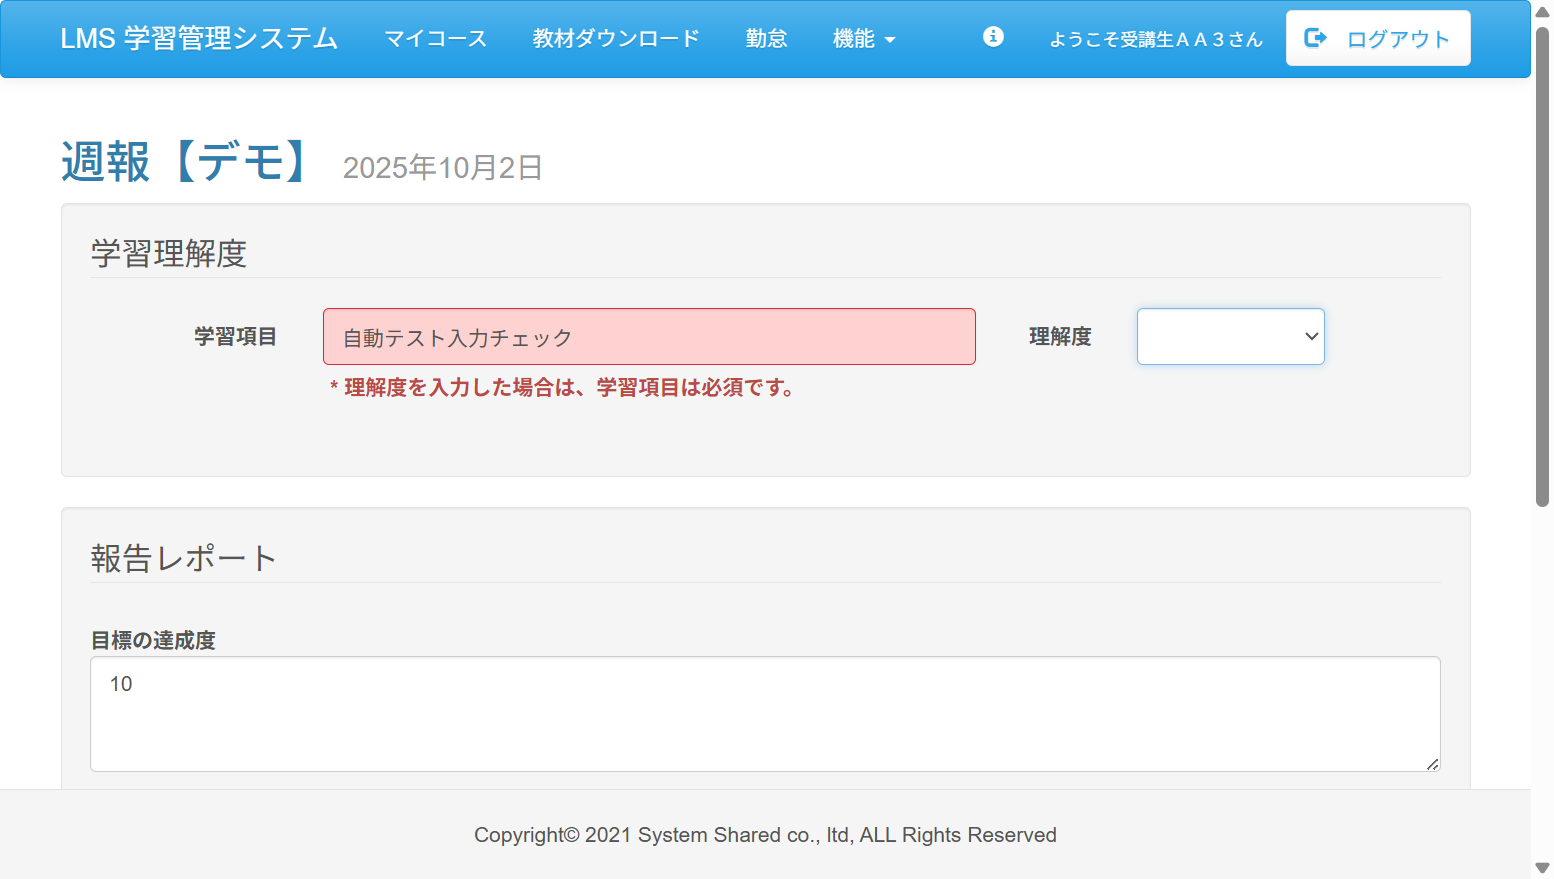 LMS 学習管理システム マイコース 教材ダウンロード 勤怠 機能 ようこそ受講生ＡＡ３さん ログアウト
週報【デモ】 2025年10月2日
学習理解度
学習項目 自動テスト入力チェック 理解度
* 理解度を入力した場合は、学習項目は必須です。
報告レポート
目標の達成度
10
Copyright© 2021 System Shared co., ltd, ALL Rights Reserved